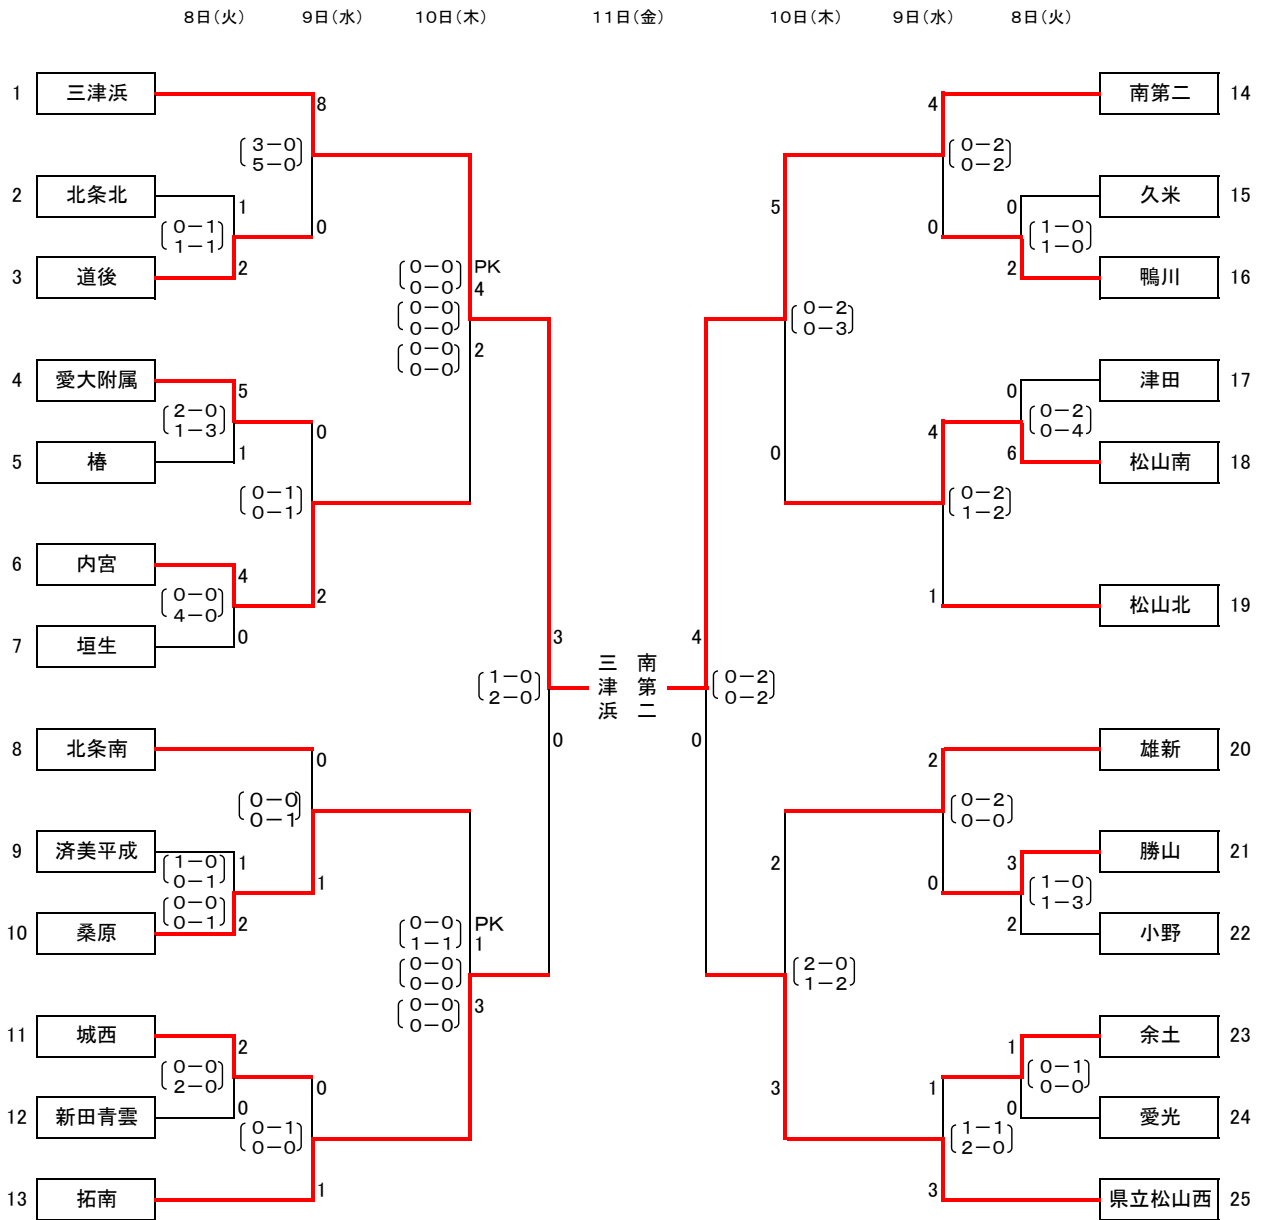 8日(火) 9日(水) 10日(木) 11日(金) 10日(木) 9日(水) 8日(火)
1 三津浜 8 4 南第二 14
3-0 0-2
5-0 0-2
2 北条北 1 5 0 久米 15
0-1 0 0 1-0
1-1 1-0
3 道後 2 0-0 PK 2 鴨川 16
0-0 4
0-0 0-2
0-0 0-3
0-0 2
0-0
4 愛大附属 5 0 津田 17
2-0 0 4 0-2
1-3 0-4
5 椿 1 0 6 松山南 18
0-1 0-2
0-1 1-2
6 内宮 4
0-0 2 1 松山北 19
4-0
7 垣生 0 3 4
1-0 三津浜 南第二 0-2
2-0 0-2
8 北条南 0 0 0 2 雄新 20
0-0 0-2
0-1 0-0
9 済美平成 1 2 3 勝山 21
1-0 1 0 1-0
0-1 1-3
0-0
0-1
10 桑原 2 0-0 PK 2 小野 22
1-1 1
0-0 2-0
0-0 1-2
0-0 3
0-0
11 城西 2 1 余土 23
0-0 0 3 1 0-1
2-0 0-0
12 新田青雲 0 0 愛光 24
0-1 1-1
0-0 2-0
13 拓南 1 3 県立松山西 25